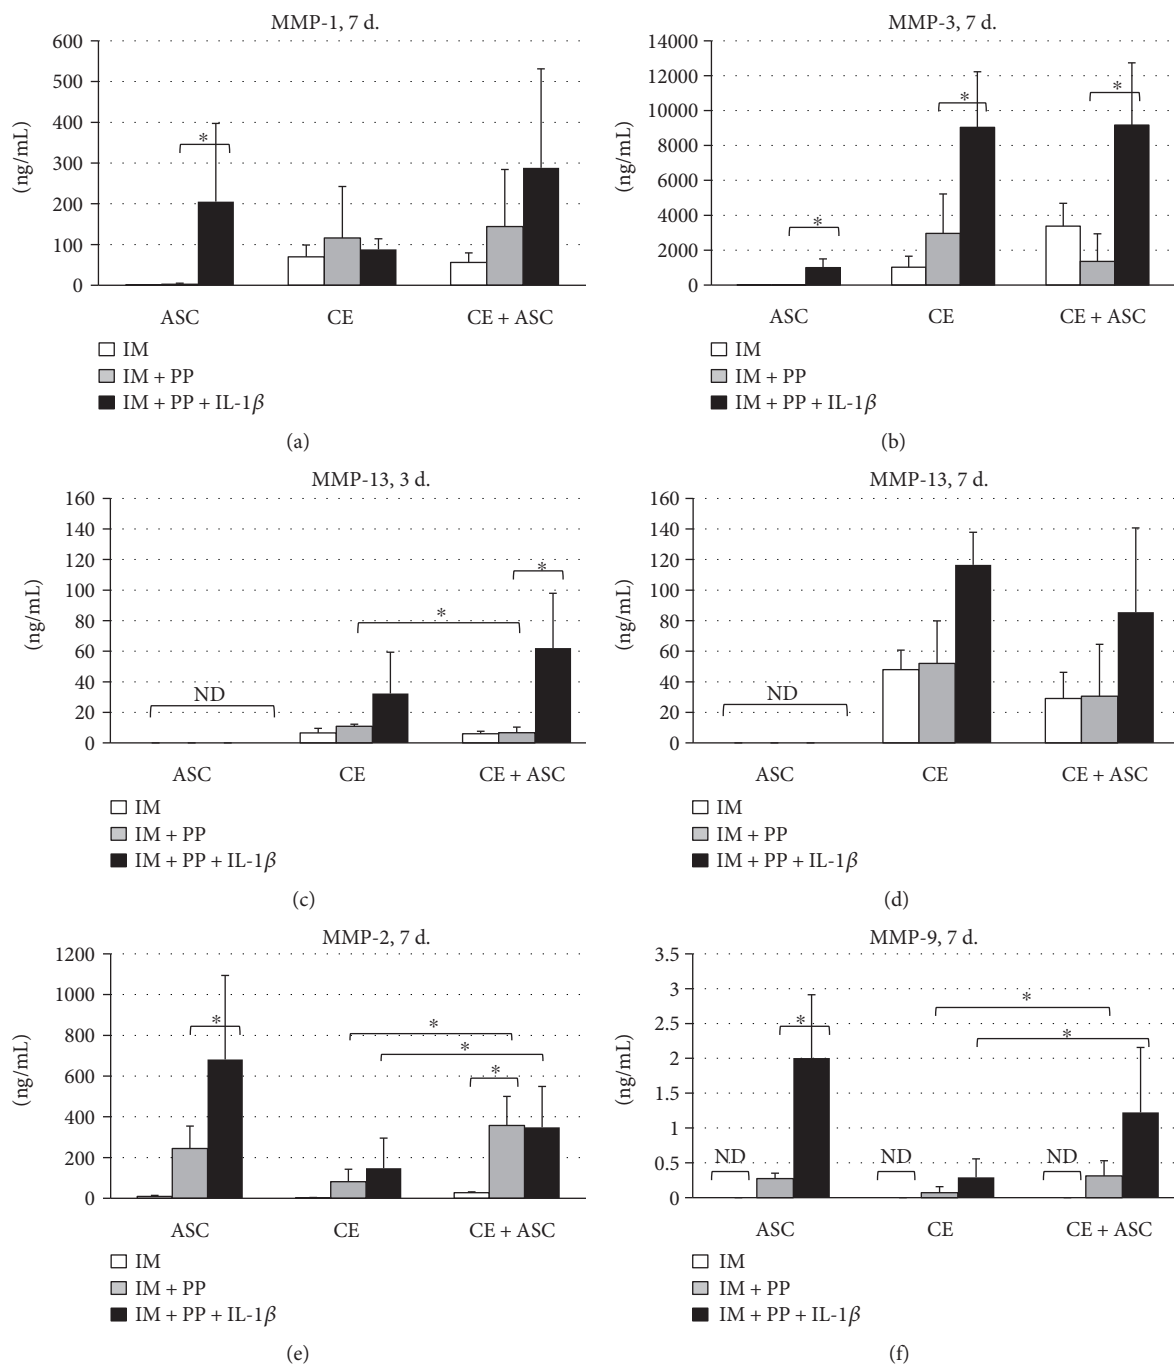 MMP-1, 7 d.
600
500
400
300
200
100
0
(ng/mL)
*
ASC CE CE + ASC
IM
IM + PP
IM + PP + IL-1β
(a)
MMP-3, 7 d.
14000
12000
10000
8000
6000
4000
2000
0
(ng/mL)
* * *
ASC CE CE + ASC
IM
IM + PP
IM + PP + IL-1β
(b)
MMP-13, 3 d.
160
140
120
100
80
60
40
20
0
(ng/mL)
*
*
ND
ASC CE CE + ASC
IM
IM + PP
IM + PP + IL-1β
(c)
MMP-13, 7 d.
160
140
120
100
80
60
40
20
0
(ng/mL)
ND
ASC CE CE + ASC
IM
IM + PP
IM + PP + IL-1β
(d)
MMP-2, 7 d.
1200
1000
800
600
400
200
0
(ng/mL)
*
*
*
*
ASC CE CE + ASC
IM
IM + PP
IM + PP + IL-1β
(e)
MMP-9, 7 d.
3.5
3
2.5
2
1.5
1
0.5
0
(ng/mL)
*
*
*
ND ND ND
ASC CE CE + ASC
IM
IM + PP
IM + PP + IL-1β
(f)